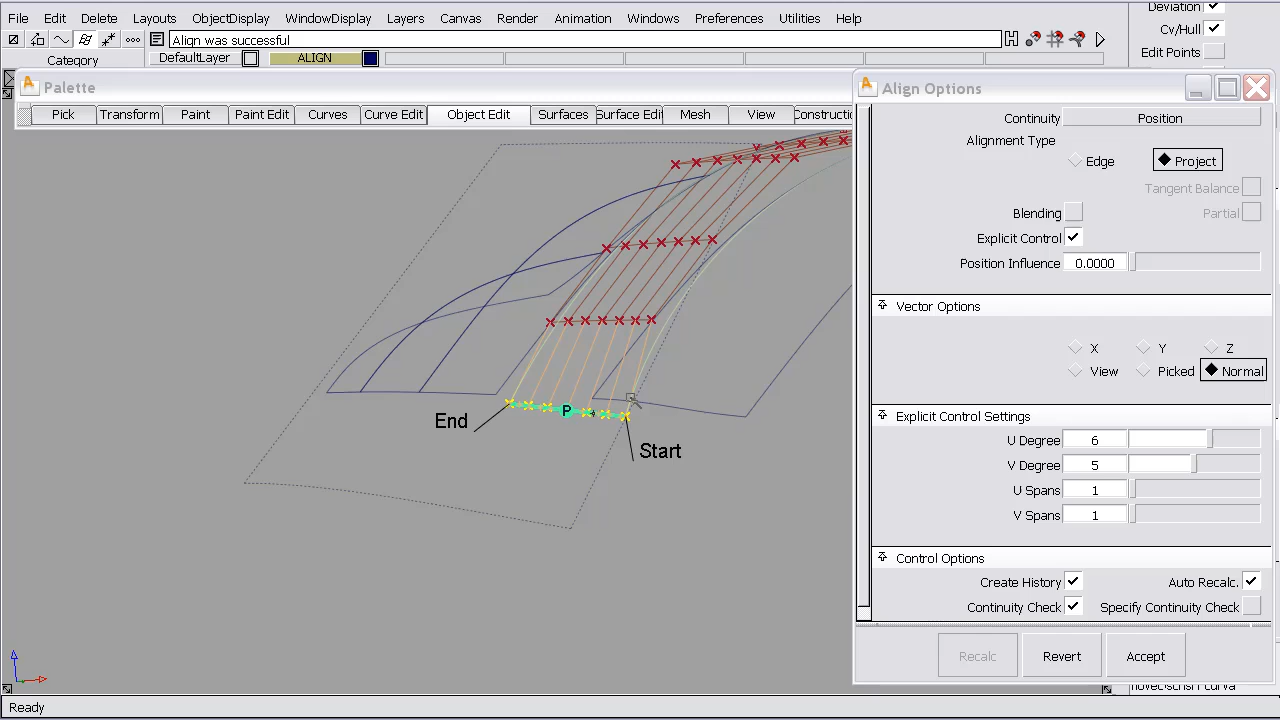 File Edit Delete Layouts ObjectDisplay WindowDisplay Layers Canvas Render Animation Windows Preferences Utilities Help
Deviation
Align was successful
Cy/Hull
Category
DefaultLayer
ALIGN
Edit Points
Palette
Pick Transform Paint Paint Edit Curves Curve Edit Object Edit Surfaces Surface Edi Mesh View Constructi
Align Options
Continuity Position
Alignment Type
Edge Project
Tangent Balance
Blending Partial
Explicit Control
Position Influence 0.0000
Vector Options
X Y Z
View Picked Normal
Explicit Control Settings
U Degree 6
V Degree 5
U Spans 1
V Spans 1
Control Options
Create History Auto Recalc.
Continuity Check Specify Continuity Check
Recalc Revert Accept
P
End
Start
Ready